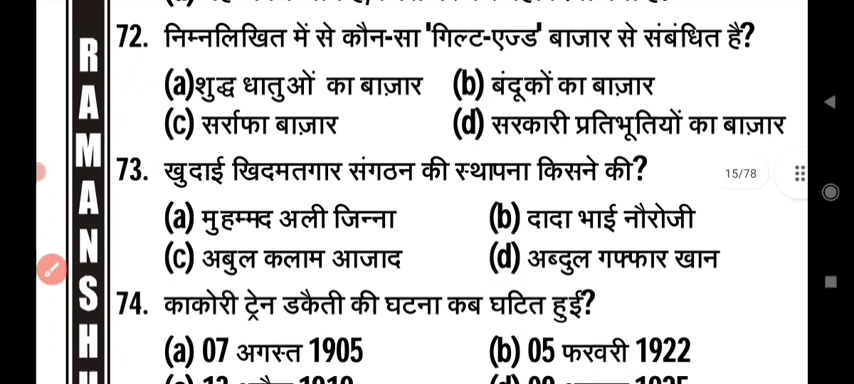 72. निम्नलिखित में से कौन-सा 'गिल्ट-एज्ड' बाजार से संबंधित है?
(a)शुद्ध धातुओं का बाज़ार (b) बंदूकों का बाज़ार
(c) सर्राफा बाज़ार (d) सरकारी प्रतिभूतियों का बाज़ार
73. खुदाई खिदमतगार संगठन की स्थापना किसने की?
15/78
(a) मुहम्मद अली जिन्ना (b) दादा भाई नौरोजी
(c) अबुल कलाम आजाद (d) अब्दुल गफ्फार खान
74. काकोरी ट्रेन डकैती की घटना कब घटित हुई?
(a) 07 अगस्त 1905 (b) 05 फरवरी 1922
RAMANSH